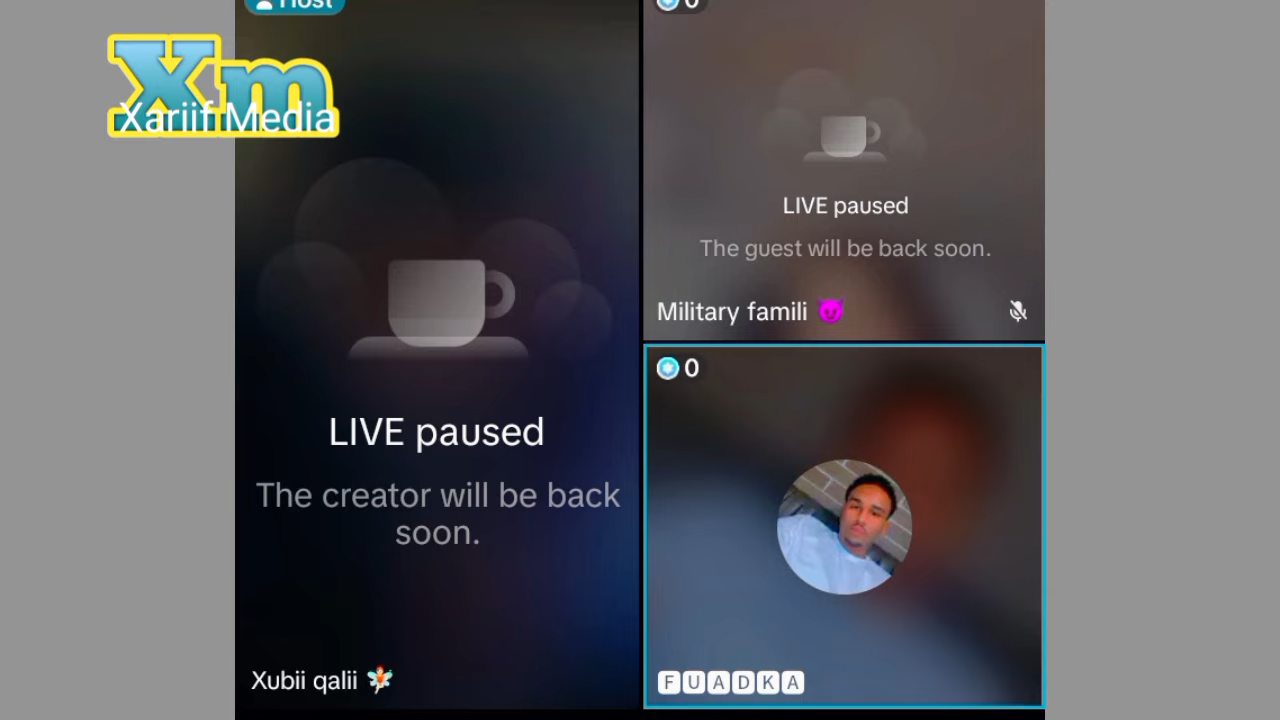 Host
Xm
Xariif Media
LIVE paused
The creator will be back
soon.
Xubii qalii
0
LIVE paused
The guest will be back soon.
Military famili
0
FUADKA